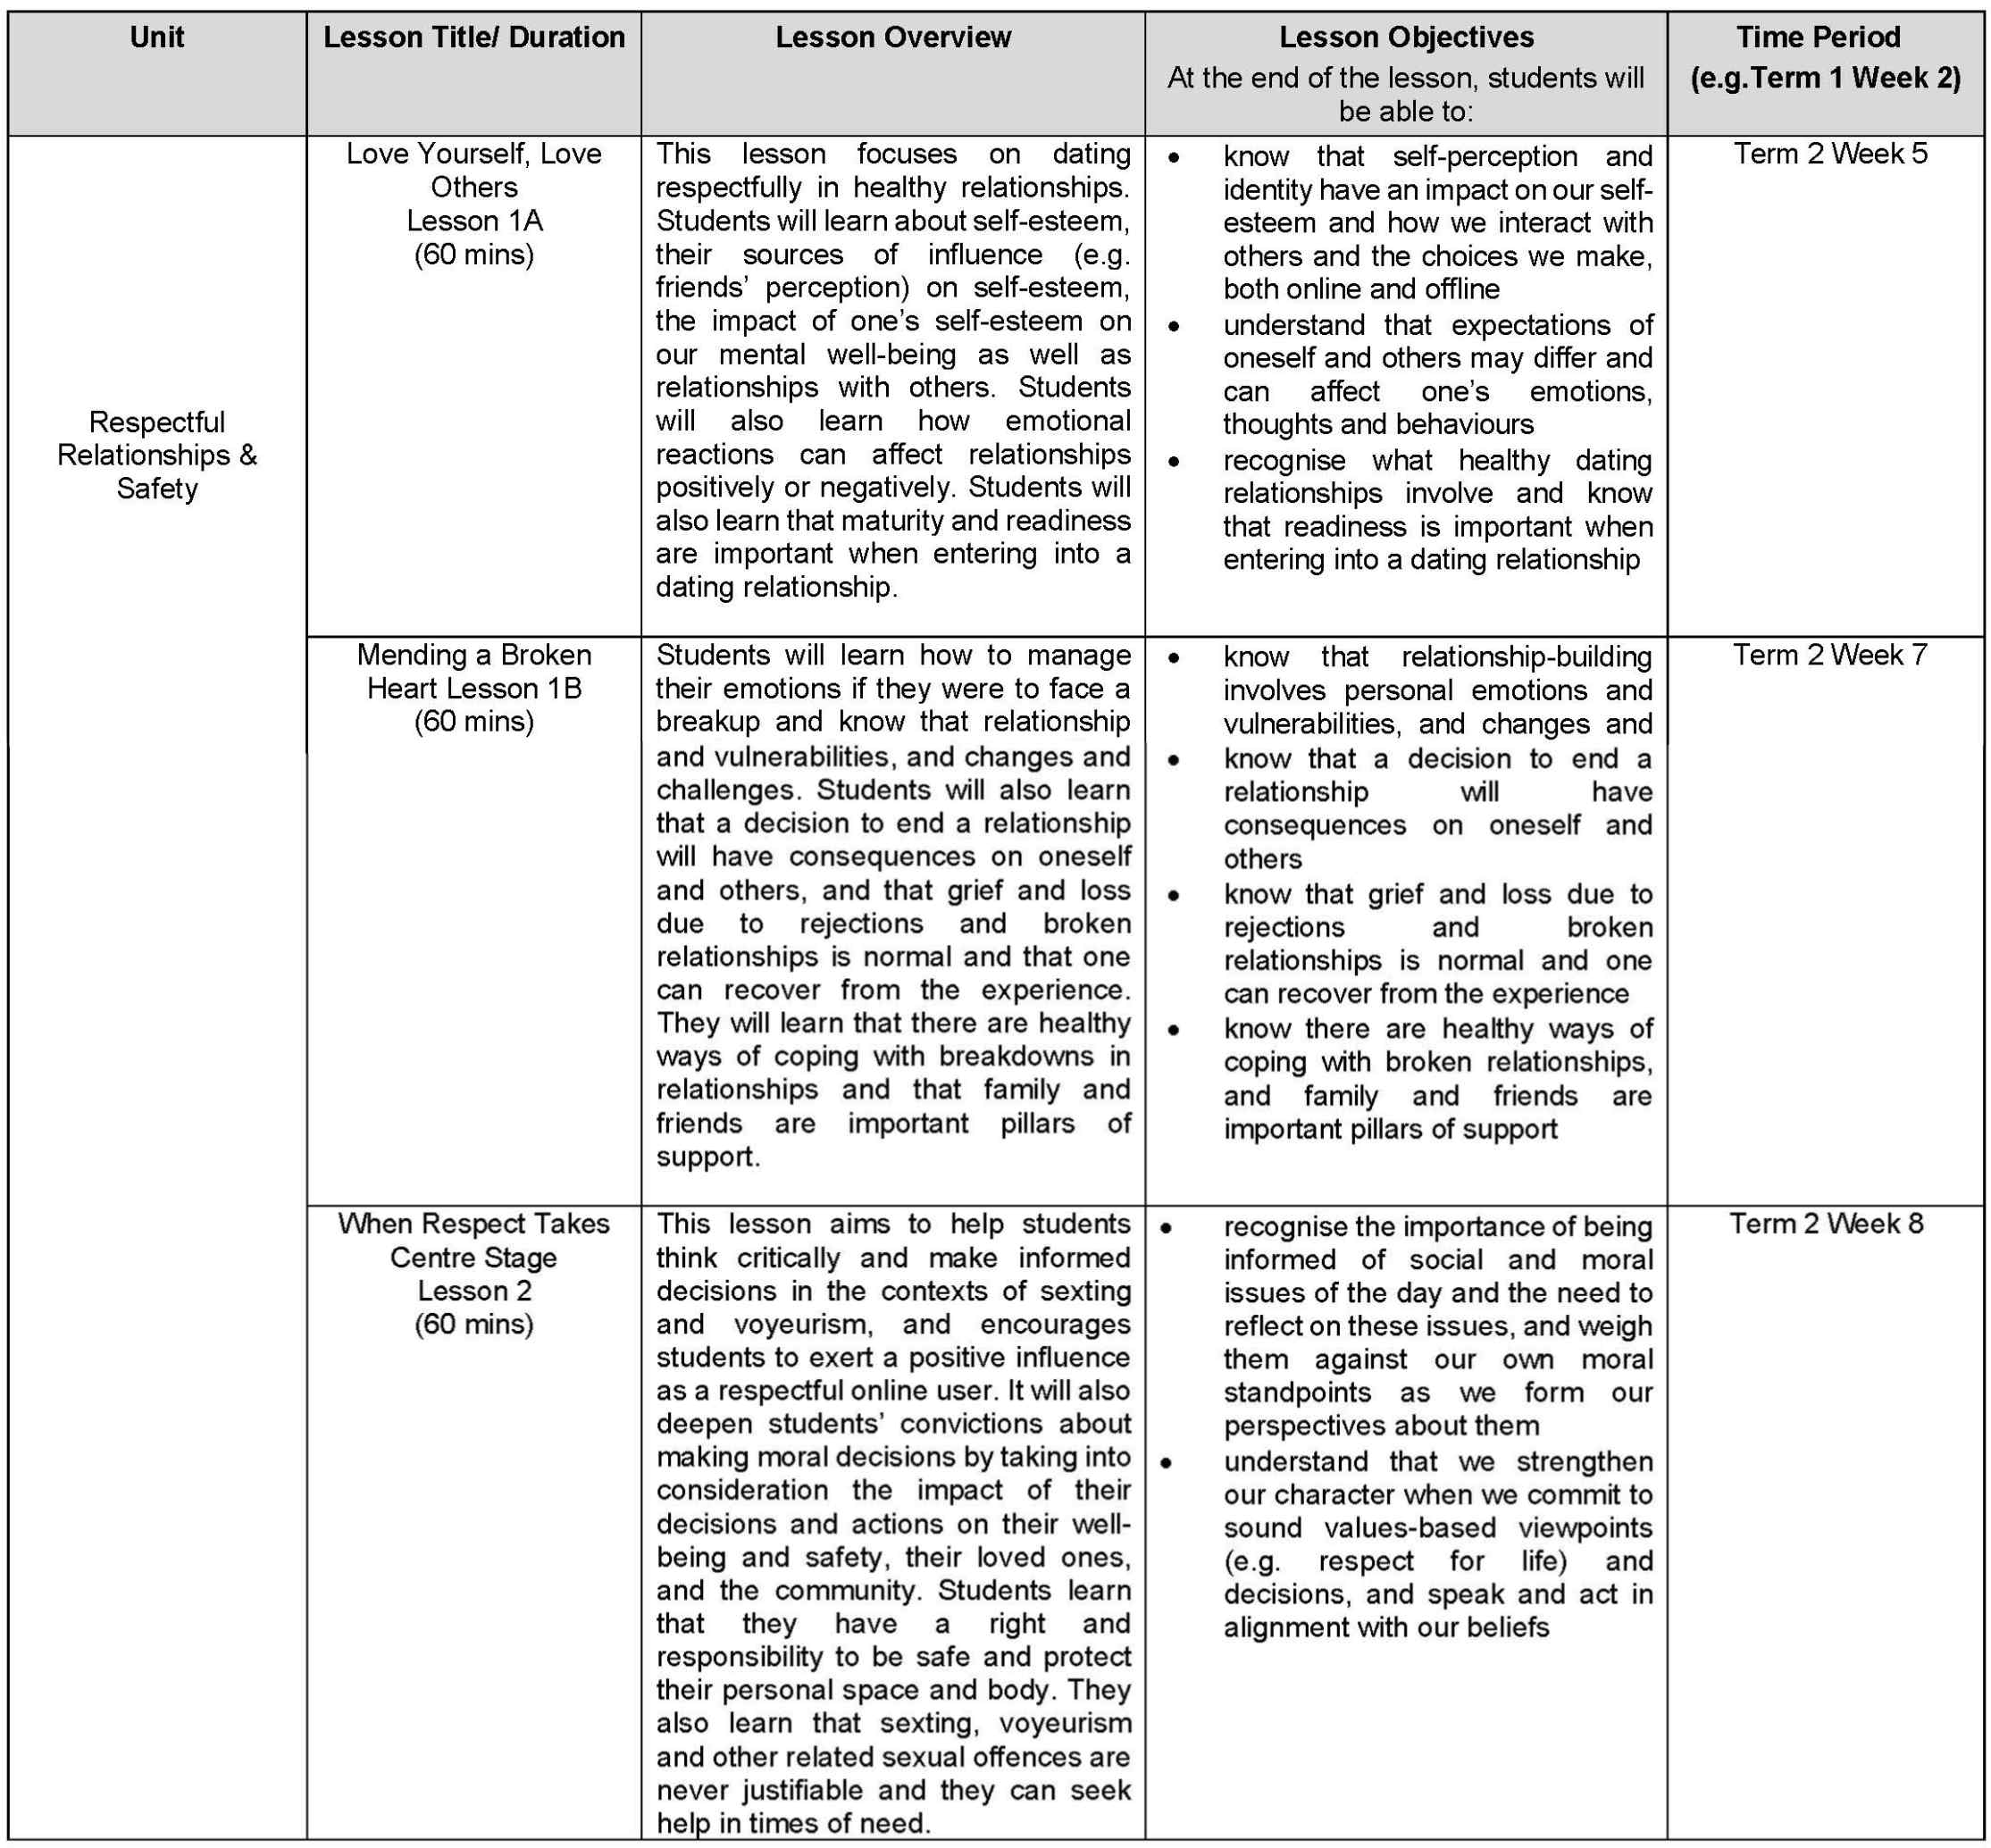 Unit
Lesson Title/ Duration
Lesson Overview
Lesson Objectives
At the end of the lesson, students will
be able to:
Time Period
(e.g.Term 1 Week 2)
Respectful
Relationships &
Safety
Love Yourself, Love
Others
Lesson 1A
(60 mins)
This lesson focuses on dating
respectfully in healthy relationships.
Students will learn about self-esteem,
their sources of influence (e.g.
friends’ perception) on self-esteem,
the impact of one’s self-esteem on
our mental well-being as well as
relationships with others. Students
will also learn how emotional
reactions can affect relationships
positively or negatively. Students will
also learn that maturity and readiness
are important when entering into a
dating relationship.
• know that self-perception and
identity have an impact on our self-
esteem and how we interact with
others and the choices we make,
both online and offline
• understand that expectations of
oneself and others may differ and
can affect one’s emotions,
thoughts and behaviours
• recognise what healthy dating
relationships involve and know
that readiness is important when
entering into a dating relationship
Term 2 Week 5
Mending a Broken
Heart Lesson 1B
(60 mins)
Students will learn how to manage
their emotions if they were to face a
breakup and know that relationship
and vulnerabilities, and changes and
challenges. Students will also learn
that a decision to end a relationship
will have consequences on oneself
and others, and that grief and loss
due to rejections and broken
relationships is normal and that one
can recover from the experience.
They will learn that there are healthy
ways of coping with breakdowns in
relationships and that family and
friends are important pillars of
support.
• know that relationship-building
involves personal emotions and
vulnerabilities, and changes and
• know that a decision to end a
relationship will have
consequences on oneself and
others
• know that grief and loss due to
rejections and broken
relationships is normal and one
can recover from the experience
• know there are healthy ways of
coping with broken relationships,
and family and friends are
important pillars of support
Term 2 Week 7
When Respect Takes
Centre Stage
Lesson 2
(60 mins)
This lesson aims to help students
think critically and make informed
decisions in the contexts of sexting
and voyeurism, and encourages
students to exert a positive influence
as a respectful online user. It will also
deepen students’ convictions about
making moral decisions by taking into
consideration the impact of their
decisions and actions on their well-
being and safety, their loved ones,
and the community. Students learn
that they have a right and
responsibility to be safe and protect
their personal space and body. They
also learn that sexting, voyeurism
and other related sexual offences are
never justifiable and they can seek
help in times of need.
• recognise the importance of being
informed of social and moral
issues of the day and the need to
reflect on these issues, and weigh
them against our own moral
standpoints as we form our
perspectives about them
• understand that we strengthen
our character when we commit to
sound values-based viewpoints
(e.g. respect for life) and
decisions, and speak and act in
alignment with our beliefs
Term 2 Week 8